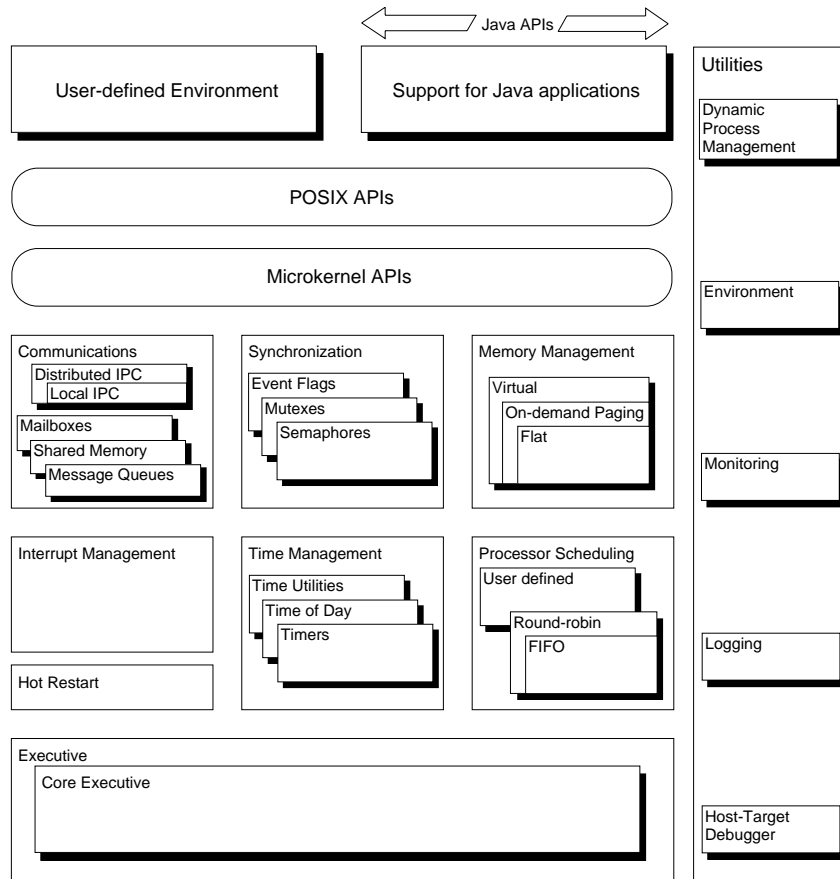 Java APIs
User-defined Environment
Support for Java applications
POSIX APIs
Microkernel APIs
Communications
Distributed IPC
Local IPC
Mailboxes
Shared Memory
Message Queues
Synchronization
Event Flags
Mutexes
Semaphores
Memory Management
Virtual
On-demand Paging
Flat
Interrupt Management
Hot Restart
Time Management
Time Utilities
Time of Day
Timers
Processor Scheduling
User defined
Round-robin
FIFO
Executive
Core Executive
Utilities
Dynamic
Process
Management
Environment
Monitoring
Logging
Host-Target
Debugger